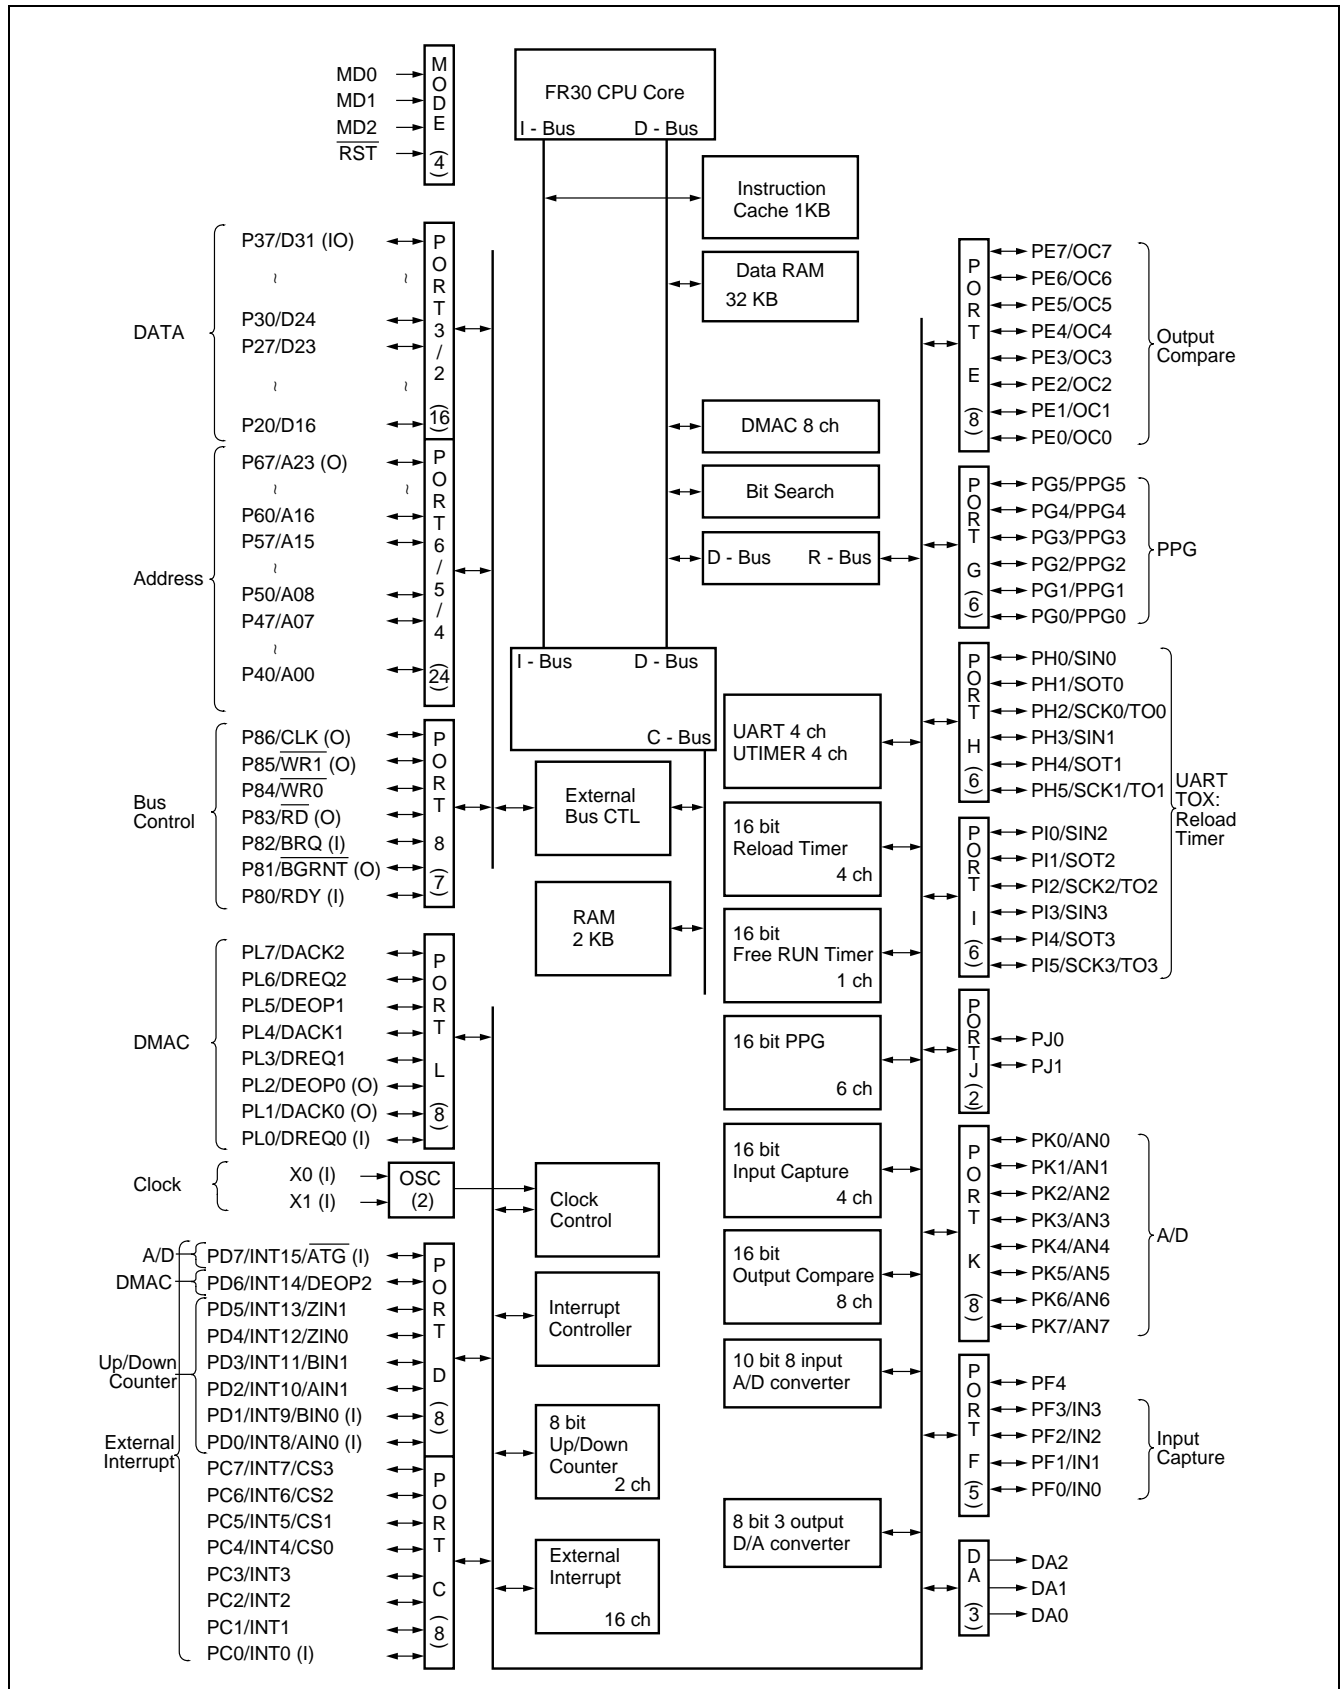 MD0
MD1
MD2
RST
MODE (4)
FR30 CPU Core
I - Bus D - Bus
Instruction
Cache 1KB
Data RAM
32 KB
DMAC 8 ch
Bit Search
D - Bus R - Bus
I - Bus D - Bus
C - Bus
External
Bus CTL
RAM
2 KB
DATA
P37/D31 (IO)
~ ~
P30/D24
P27/D23
~ ~
P20/D16
PORT3/2 (16)
Address
P67/A23 (O)
~ ~
P60/A16
P57/A15
~
P50/A08
P47/A07
~
P40/A00
PORT6/5/4 (24)
Bus
Control
P86/CLK (O)
P85/WR1 (O)
P84/WR0
P83/RD (O)
P82/BRQ (I)
P81/BGRNT (O)
P80/RDY (I)
PORT 8 (7)
DMAC
PL7/DACK2
PL6/DREQ2
PL5/DEOP1
PL4/DACK1
PL3/DREQ1
PL2/DEOP0 (O)
PL1/DACK0 (O)
PL0/DREQ0 (I)
PORT L (8)
Clock
X0 (I)
X1 (I)
OSC
(2)
Clock
Control
A/D
PD7/INT15/ATG (I)
DMAC
PD6/INT14/DEOP2
Up/Down
Counter
PD5/INT13/ZIN1
PD4/INT12/ZIN0
PD3/INT11/BIN1
PD2/INT10/AIN1
PD1/INT9/BIN0 (I)
PD0/INT8/AIN0 (I)
PORT D (8)
External
Interrupt
PC7/INT7/CS3
PC6/INT6/CS2
PC5/INT5/CS1
PC4/INT4/CS0
PC3/INT3
PC2/INT2
PC1/INT1
PC0/INT0 (I)
PORT C (8)
Interrupt
Controller
8 bit
Up/Down
Counter
2 ch
External
Interrupt
16 ch
UART 4 ch
UTIMER 4 ch
16 bit
Reload Timer
4 ch
16 bit
Free RUN Timer
1 ch
16 bit PPG
6 ch
16 bit
Input Capture
4 ch
16 bit
Output Compare
8 ch
10 bit 8 input
A/D converter
8 bit 3 output
D/A converter
PORT E (8)
PE7/OC7
PE6/OC6
PE5/OC5
PE4/OC4
PE3/OC3
PE2/OC2
PE1/OC1
PE0/OC0
Output
Compare
PORT G (6)
PG5/PPG5
PG4/PPG4
PG3/PPG3
PG2/PPG2
PG1/PPG1
PG0/PPG0
PPG
PORT H (6)
PH0/SIN0
PH1/SOT0
PH2/SCK0/TO0
PH3/SIN1
PH4/SOT1
PH5/SCK1/TO1
UART
TOX:
Reload
Timer
PORT I (6)
PI0/SIN2
PI1/SOT2
PI2/SCK2/TO2
PI3/SIN3
PI4/SOT3
PI5/SCK3/TO3
PORTJ (2)
PJ0
PJ1
PORT K (8)
PK0/AN0
PK1/AN1
PK2/AN2
PK3/AN3
PK4/AN4
PK5/AN5
PK6/AN6
PK7/AN7
A/D
PORT F (5)
PF4
PF3/IN3
PF2/IN2
PF1/IN1
PF0/IN0
Input
Capture
DA (3)
DA2
DA1
DA0